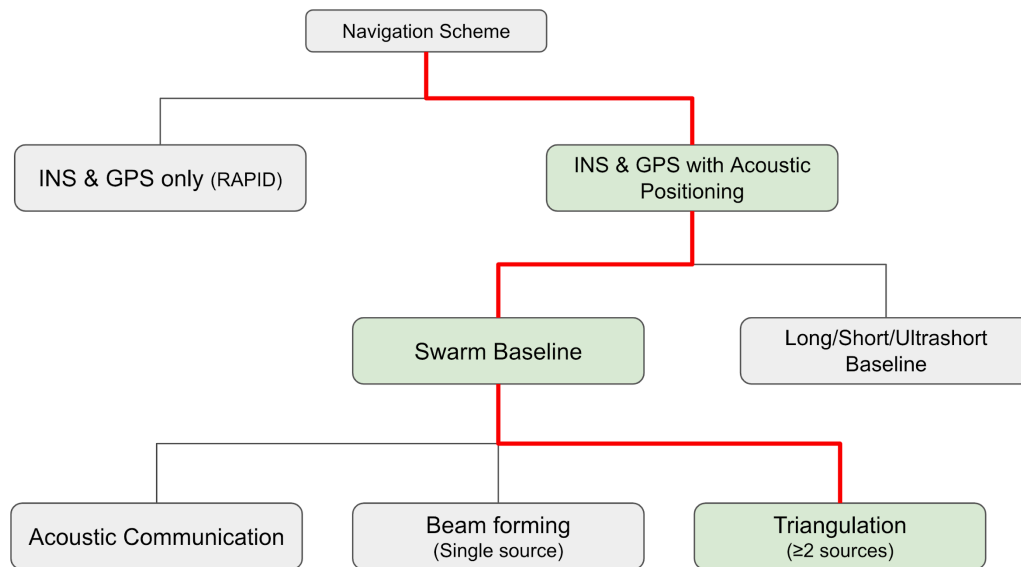 Navigation Scheme
INS & GPS only (RAPID)
INS & GPS with Acoustic
Positioning
Swarm Baseline
Long/Short/Ultrashort
Baseline
Acoustic Communication
Beam forming
(Single source)
Triangulation
(≥2 sources)